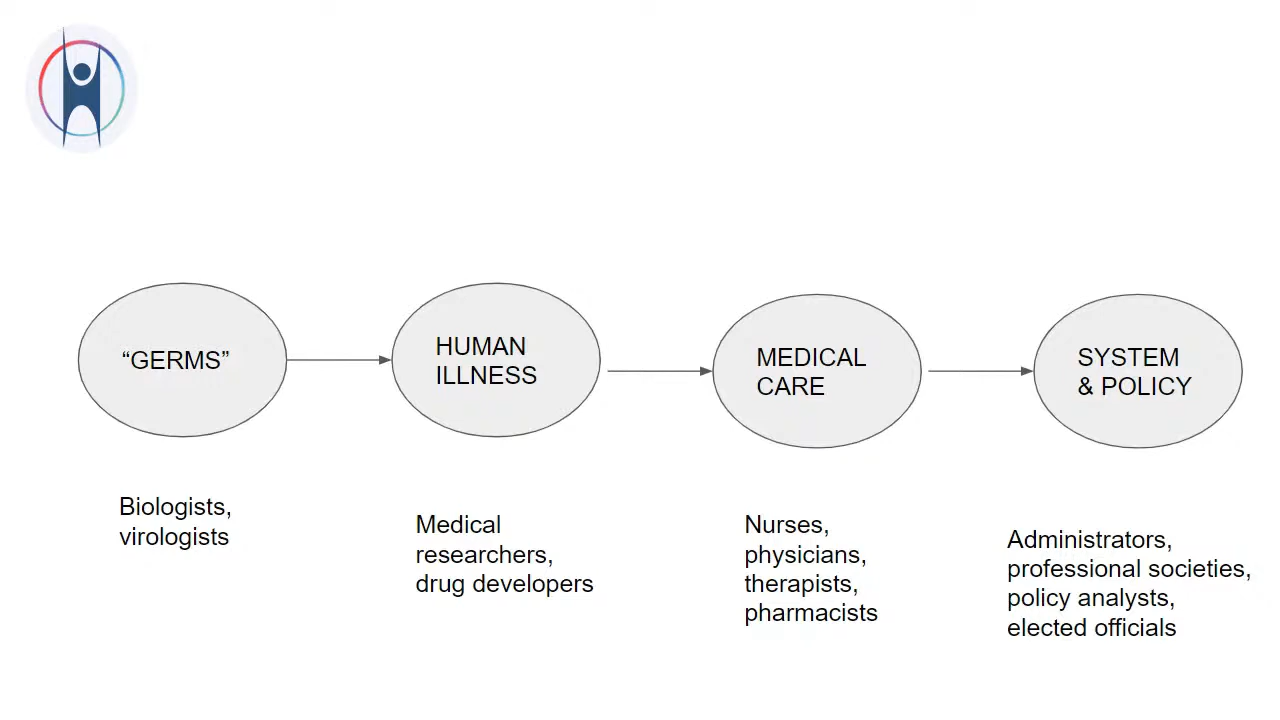 “GERMS”
HUMAN
ILLNESS
MEDICAL
CARE
SYSTEM
& POLICY
Biologists,
virologists
Medical
researchers,
drug developers
Nurses,
physicians,
therapists,
pharmacists
Administrators,
professional societies,
policy analysts,
elected officials